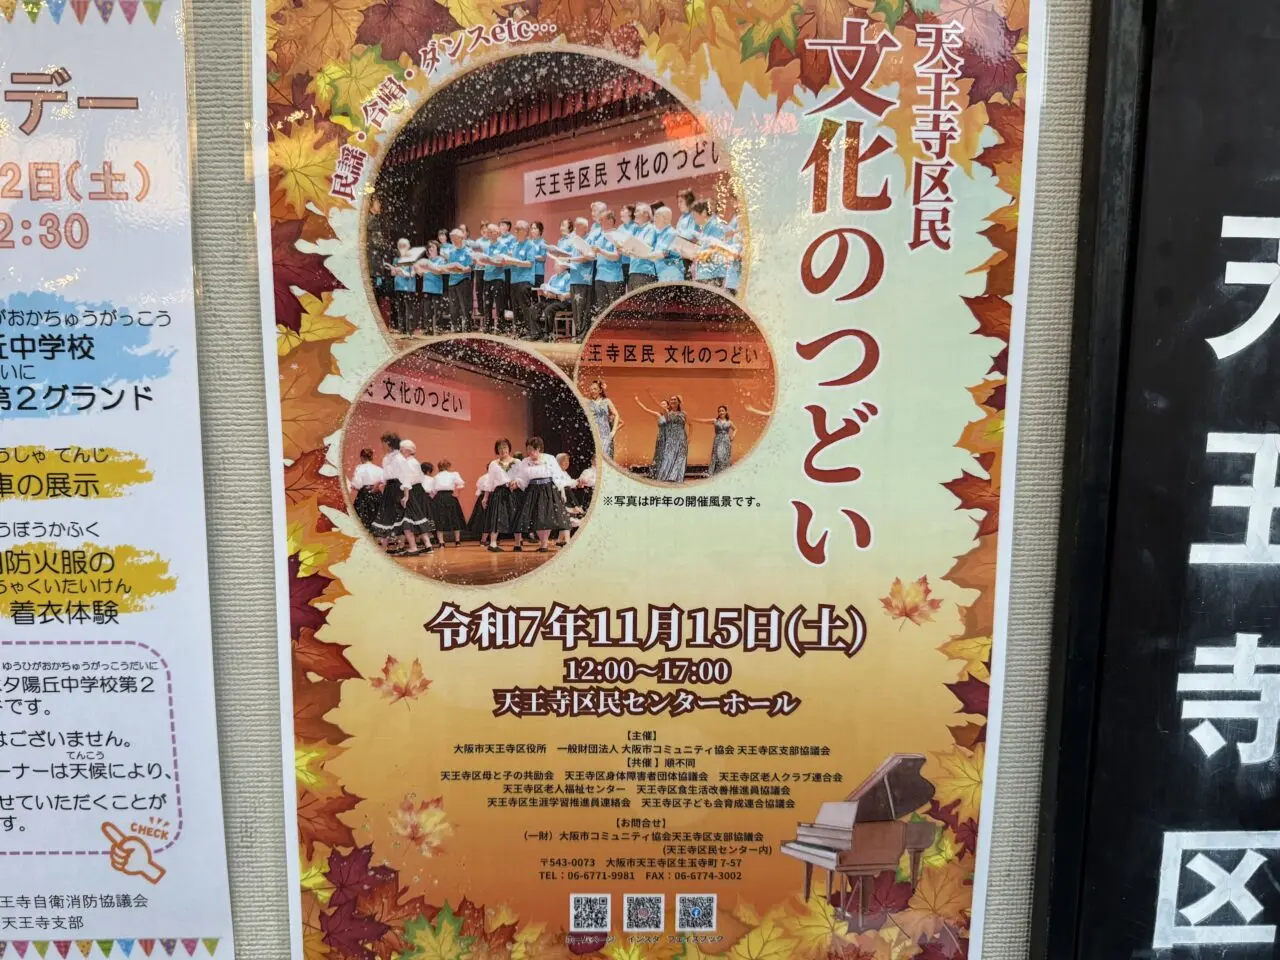 デー
2日(土)
2:30
がおかちゅうがっこう
丘中学校
いに
第2グランド
うしゃ てんじ
車の展示
うぼうかふく
防火服の
ちゃくいたいけん
着衣体験
ゆうひがおかちゅうがっこうだいに
夕陽丘中学校第2
です。
はございません。
てんこう
ーナーは天候により、
せていただくことが
す。
CHECK
王寺自衛消防協議会
天王寺支部
民謡・合唱・ダンスetc…
天王寺区民
文化のつどい
天王寺区民 文化のつどい
王寺区民 文化のつどい
民 文化のつどい
※写真は昨年の開催風景です。
令和7年11月15日(土)
12:00～17:00
天王寺区民センターホール
【主催】
大阪市天王寺区役所 一般財団法人 大阪市コミュニティ協会 天王寺区支部協議会
【共催】順不同
天王寺区母と子の共励会 天王寺区身体障害者団体協議会 天王寺区老人クラブ連合会
天王寺区老人福祉センター 天王寺区食生活改善推進員協議会
天王寺区生涯学習推進員連絡会 天王寺区子ども会育成連合協議会
【お問合せ】
(一財)大阪市コミュニティ協会天王寺区支部協議会
(天王寺区民センター内)
〒543-0073 大阪市天王寺区生玉寺町 7-57
TEL：06-6771-9981 FAX：06-6774-3002
ホームページ インスタ フェイスブック
天王寺区